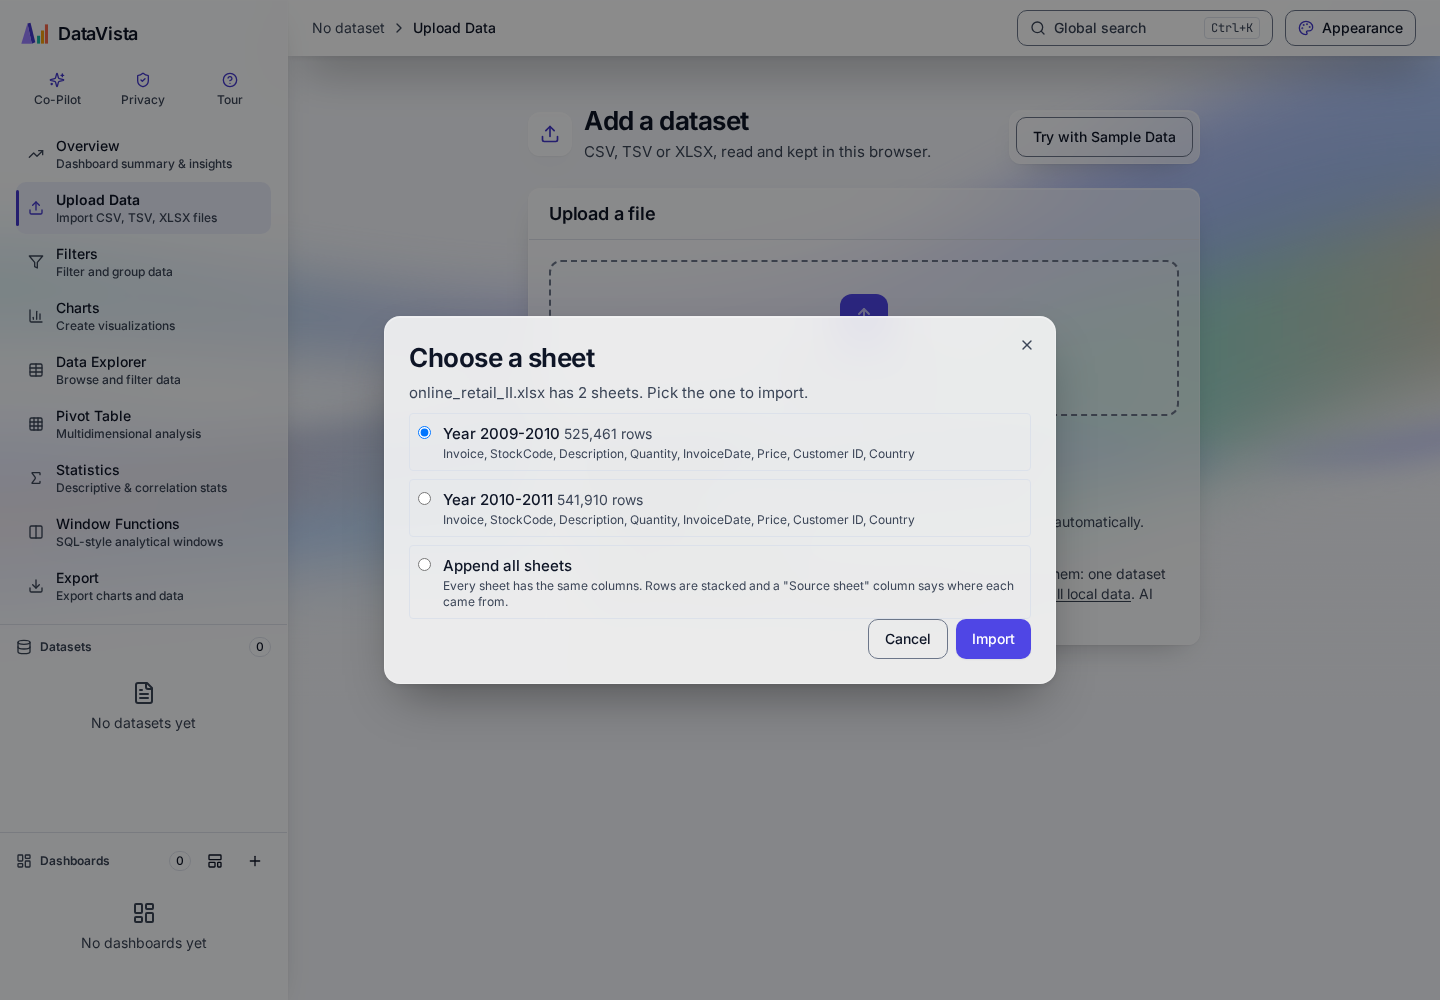 DataVista
Co-Pilot
Privacy
Tour
Overview
Dashboard summary & insights
Upload Data
Import CSV, TSV, XLSX files
Filters
Filter and group data
Charts
Create visualizations
Data Explorer
Browse and filter data
Pivot Table
Multidimensional analysis
Statistics
Descriptive & correlation stats
Window Functions
SQL-style analytical windows
Export
Export charts and data
Datasets 0
No datasets yet
Dashboards 0
No dashboards yet
No dataset > Upload Data
Global search Ctrl+K
Appearance
Add a dataset
CSV, TSV or XLSX, read and kept in this browser.
Try with Sample Data
Upload a file
Choose a sheet
online_retail_II.xlsx has 2 sheets. Pick the one to import.
Year 2009-2010 525,461 rows
Invoice, StockCode, Description, Quantity, InvoiceDate, Price, Customer ID, Country
Year 2010-2011 541,910 rows
Invoice, StockCode, Description, Quantity, InvoiceDate, Price, Customer ID, Country
Append all sheets
Every sheet has the same columns. Rows are stacked and a "Source sheet" column says where each
came from.
Cancel
Import
automatically.
: one dataset
local data. AI